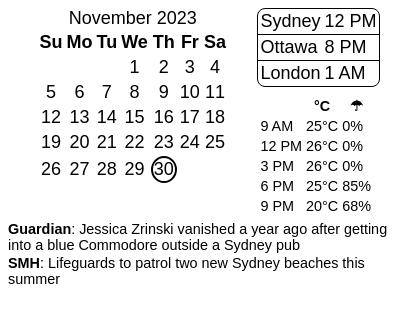 November 2023
Su Mo Tu We Th Fr Sa
1 2 3 4
5 6 7 8 9 10 11
12 13 14 15 16 17 18
19 20 21 22 23 24 25
26 27 28 29 30
Sydney 12 PM
Ottawa 8 PM
London 1 AM
°C ☂
9 AM 25°C 0%
12 PM 26°C 0%
3 PM 26°C 0%
6 PM 25°C 85%
9 PM 20°C 68%
Guardian: Jessica Zrinski vanished a year ago after getting
into a blue Commodore outside a Sydney pub
SMH: Lifeguards to patrol two new Sydney beaches this
summer